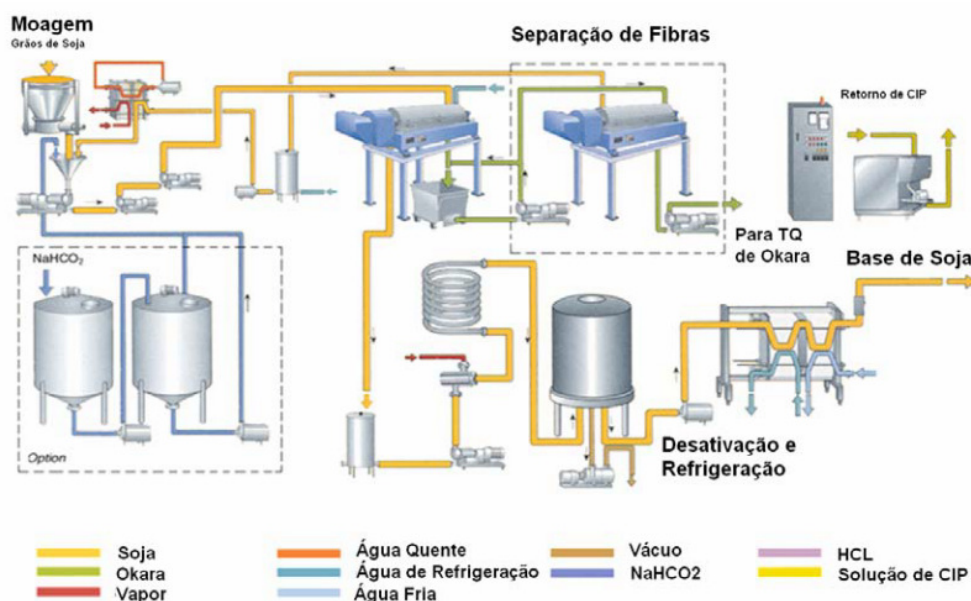 Moagem
Grãos de Soja
Separação de Fibras
Retorno de CIP
NaHCO2
Para TQ
de Okara
Base de Soja
Option
Desativação e
Refrigeração
Soja
Okara
Vapor
Água Quente
Água de Refrigeração
Água Fria
Vácuo
NaHCO2
HCL
Solução de CIP